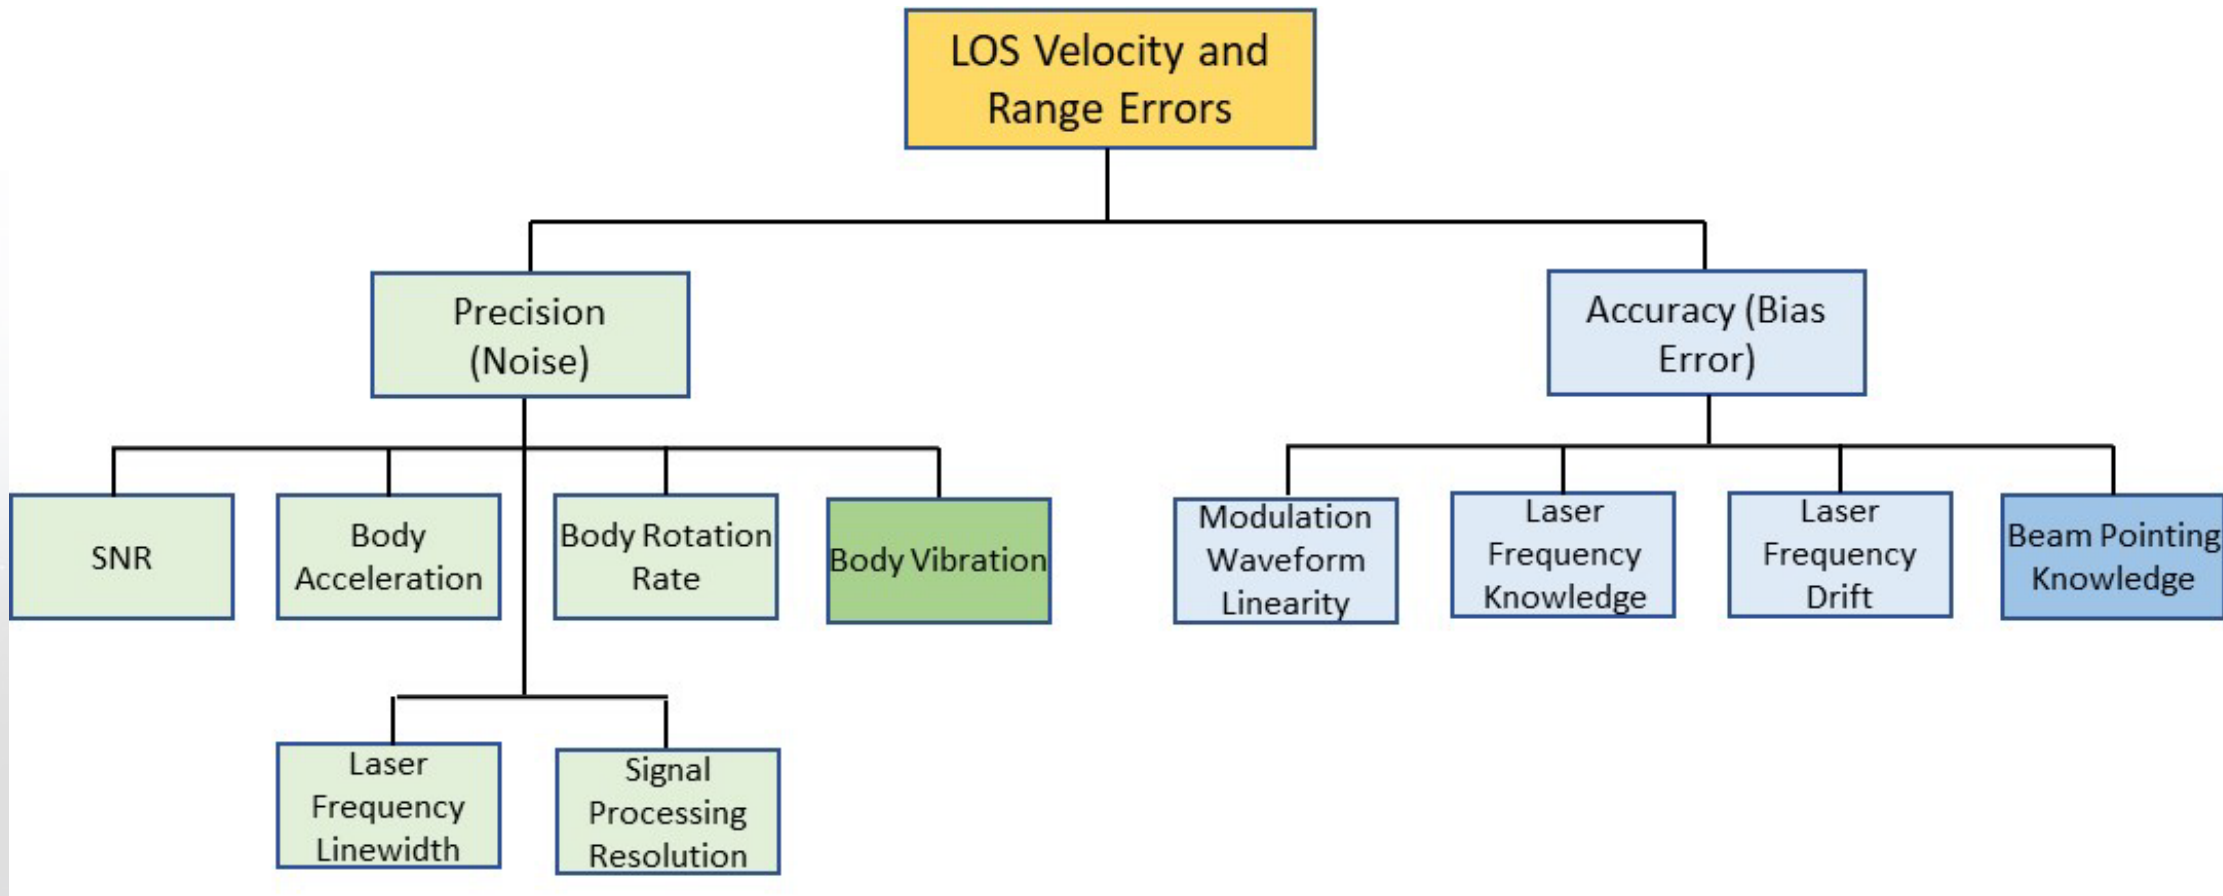 LOS Velocity and
Range Errors
Precision
(Noise)
Accuracy (Bias
Error)
SNR
Body
Acceleration
Body Rotation
Rate
Body Vibration
Modulation
Waveform
Linearity
Laser
Frequency
Knowledge
Laser
Frequency
Drift
Beam Pointing
Knowledge
Laser
Frequency
Linewidth
Signal
Processing
Resolution